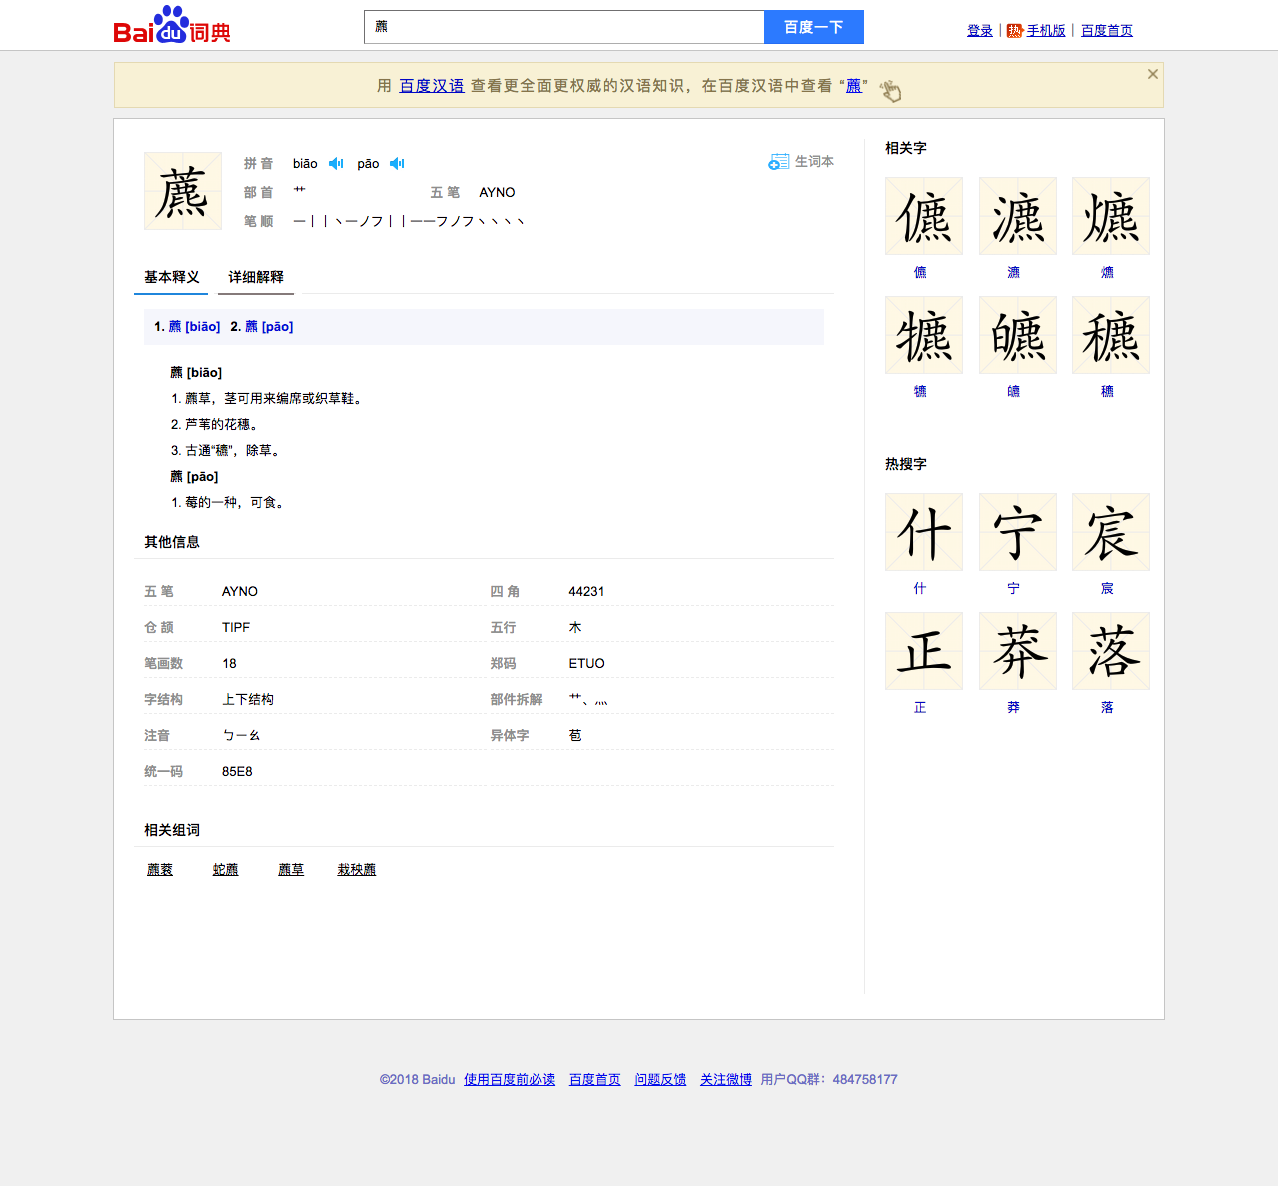 Bai du 词典
藨
百度一下
登录 | 热 手机版 | 百度首页
用 百度汉语 查看更全面更权威的汉语知识，在百度汉语中查看 “藨”
藨
拼 音 biāo pāo
生词本
部 首 艹 五 笔 AYNO
笔 顺 一丨丨丶一ノフ丨丨一一フノフ丶丶丶丶
基本释义 详细解释
1. 藨 [biāo] 2. 藨 [pāo]
藨 [biāo]
1. 藨草，茎可用来编席或织草鞋。
2. 芦苇的花穗。
3. 古通“穮”，除草。
藨 [pāo]
1. 莓的一种，可食。
其他信息
五 笔 AYNO 四 角 44231
仓 颉 TIPF 五行 木
笔画数 18 郑码 ETUO
字结构 上下结构 部件拆解 艹、灬
注音 ㄅㄧㄠ 异体字 苞
统一码 85E8
相关组词
藨蔉 蛇藨 藨草 栽秧藨
相关字
儦 瀌
儦 瀌
犥 皫 穮
犥 皫 穮
热搜字
什 宁 宸
什 宁 宸
正 莽 落
正 莽 落
©2018 Baidu 使用百度前必读 百度首页 问题反馈 关注微博 用户QQ群：484758177